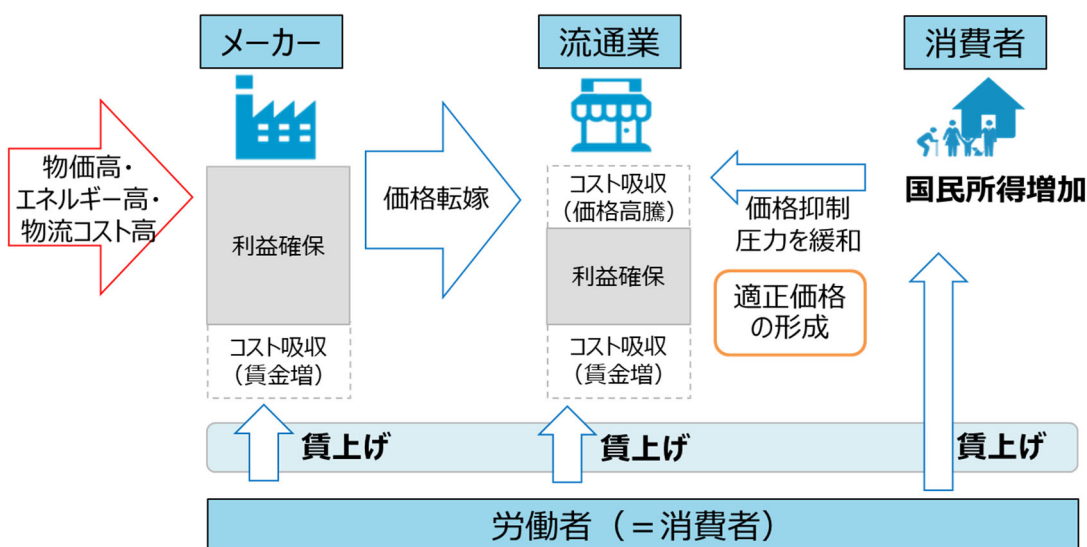 メーカー
流通業
消費者
物価高・
エネルギー高・
物流コスト高
利益確保
コスト吸収
（賃金増）
価格転嫁
コスト吸収
（価格高騰）
利益確保
コスト吸収
（賃金増）
価格抑制
圧力を緩和
適正価格
の形成
国民所得増加
賃上げ
賃上げ
賃上げ
労働者（＝消費者）